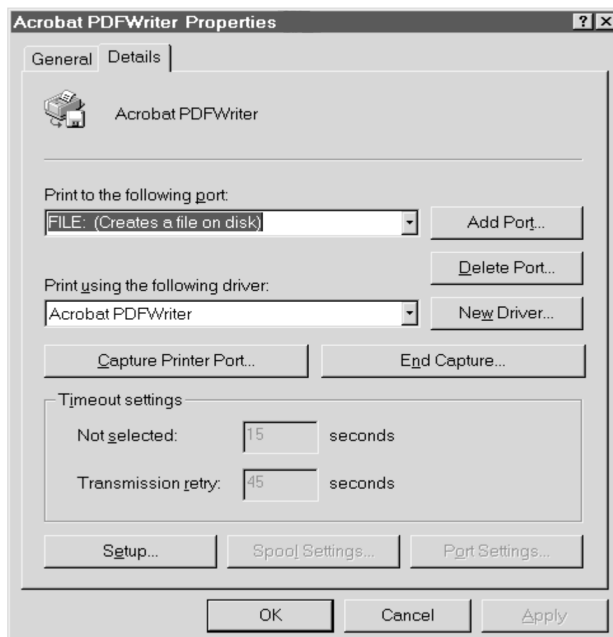 Acrobat PDFWriter Properties
General Details
Acrobat PDFWriter
Print to the following port:
FILE: (Creates a file on disk) Add Port...
Delete Port...
Print using the following driver:
Acrobat PDFWriter New Driver...
Capture Printer Port... End Capture...
Timeout settings
Not selected: 15 seconds
Transmission retry: 45 seconds
Setup... Spool Settings... Port Settings...
OK Cancel Apply